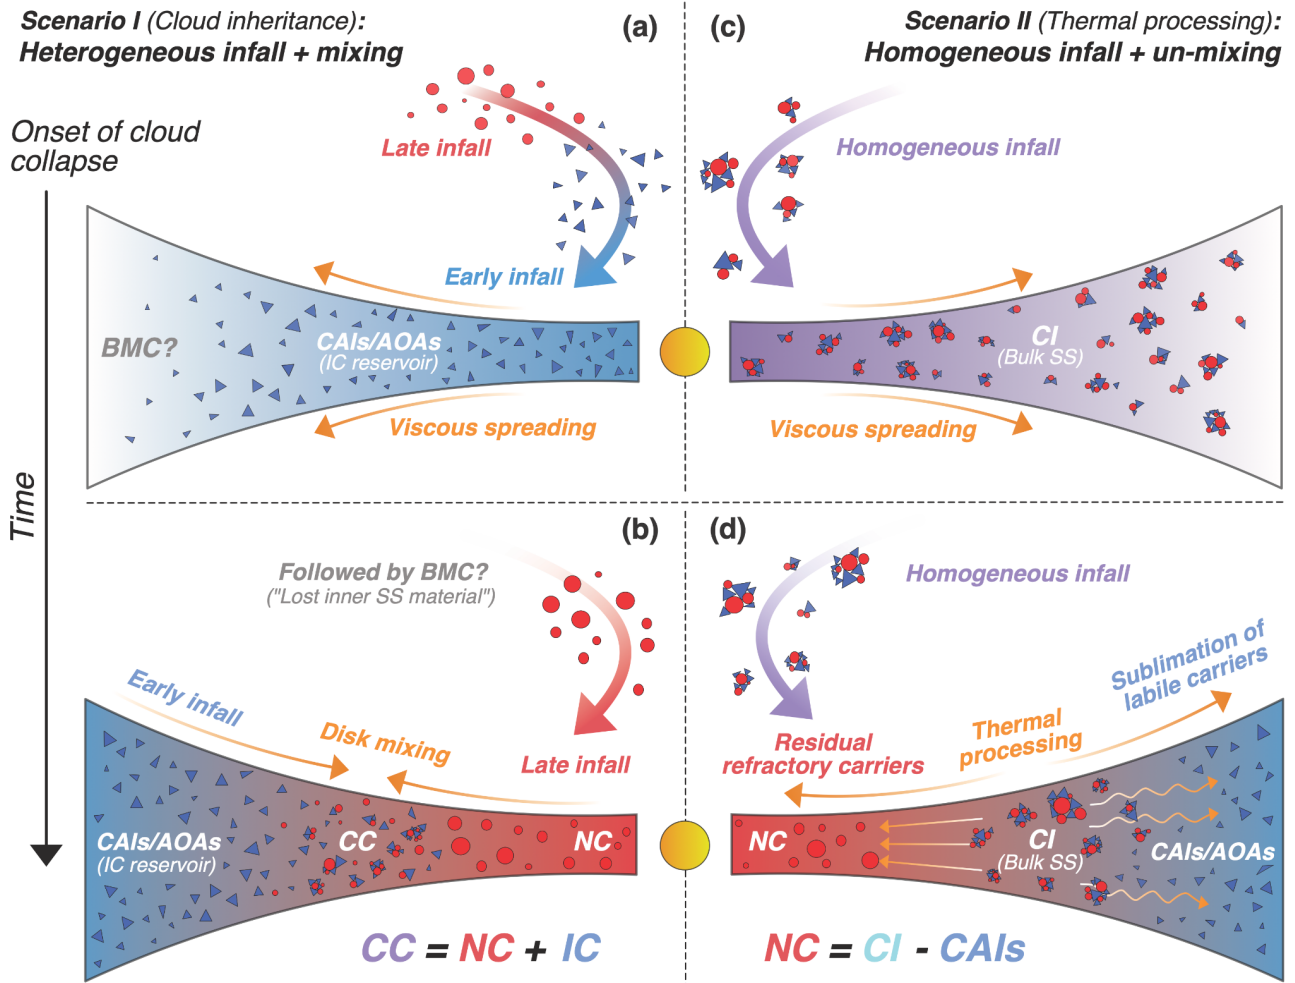 Scenario I (Cloud inheritance):
Heterogeneous infall + mixing
(a)
Onset of cloud
collapse
Late infall
Early infall
BMC?
CAIs/AOAs
(IC reservoir)
Viscous spreading
Time
(c)
Scenario II (Thermal processing):
Homogeneous infall + un-mixing
Homogeneous infall
CI
(Bulk SS)
Viscous spreading
(b)
Followed by BMC?
("Lost inner SS material")
Early infall
Disk mixing
Late infall
CAIs/AOAs
(IC reservoir)
CC
NC
CC = NC + IC
(d)
Homogeneous infall
Sublimation of
labile carriers
Thermal
processing
Residual
refractory carriers
NC
CI
(Bulk SS)
CAIs/AOAs
NC = CI - CAIs